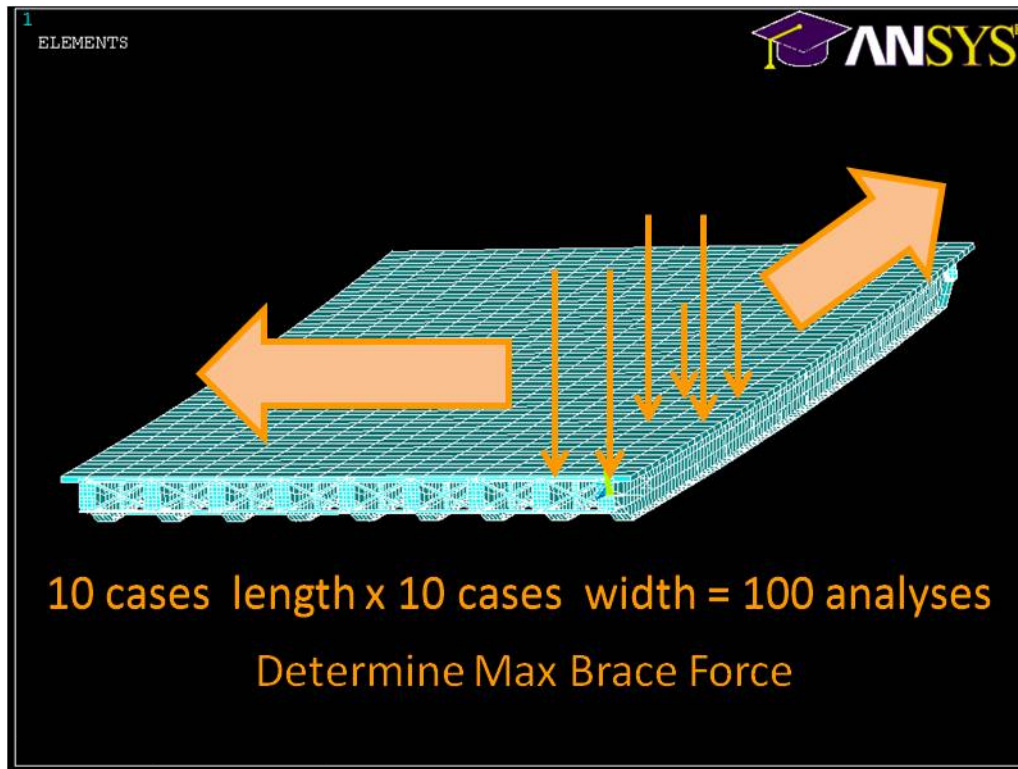 1
ELEMENTS
ANSYS
10 cases length x 10 cases width = 100 analyses
Determine Max Brace Force